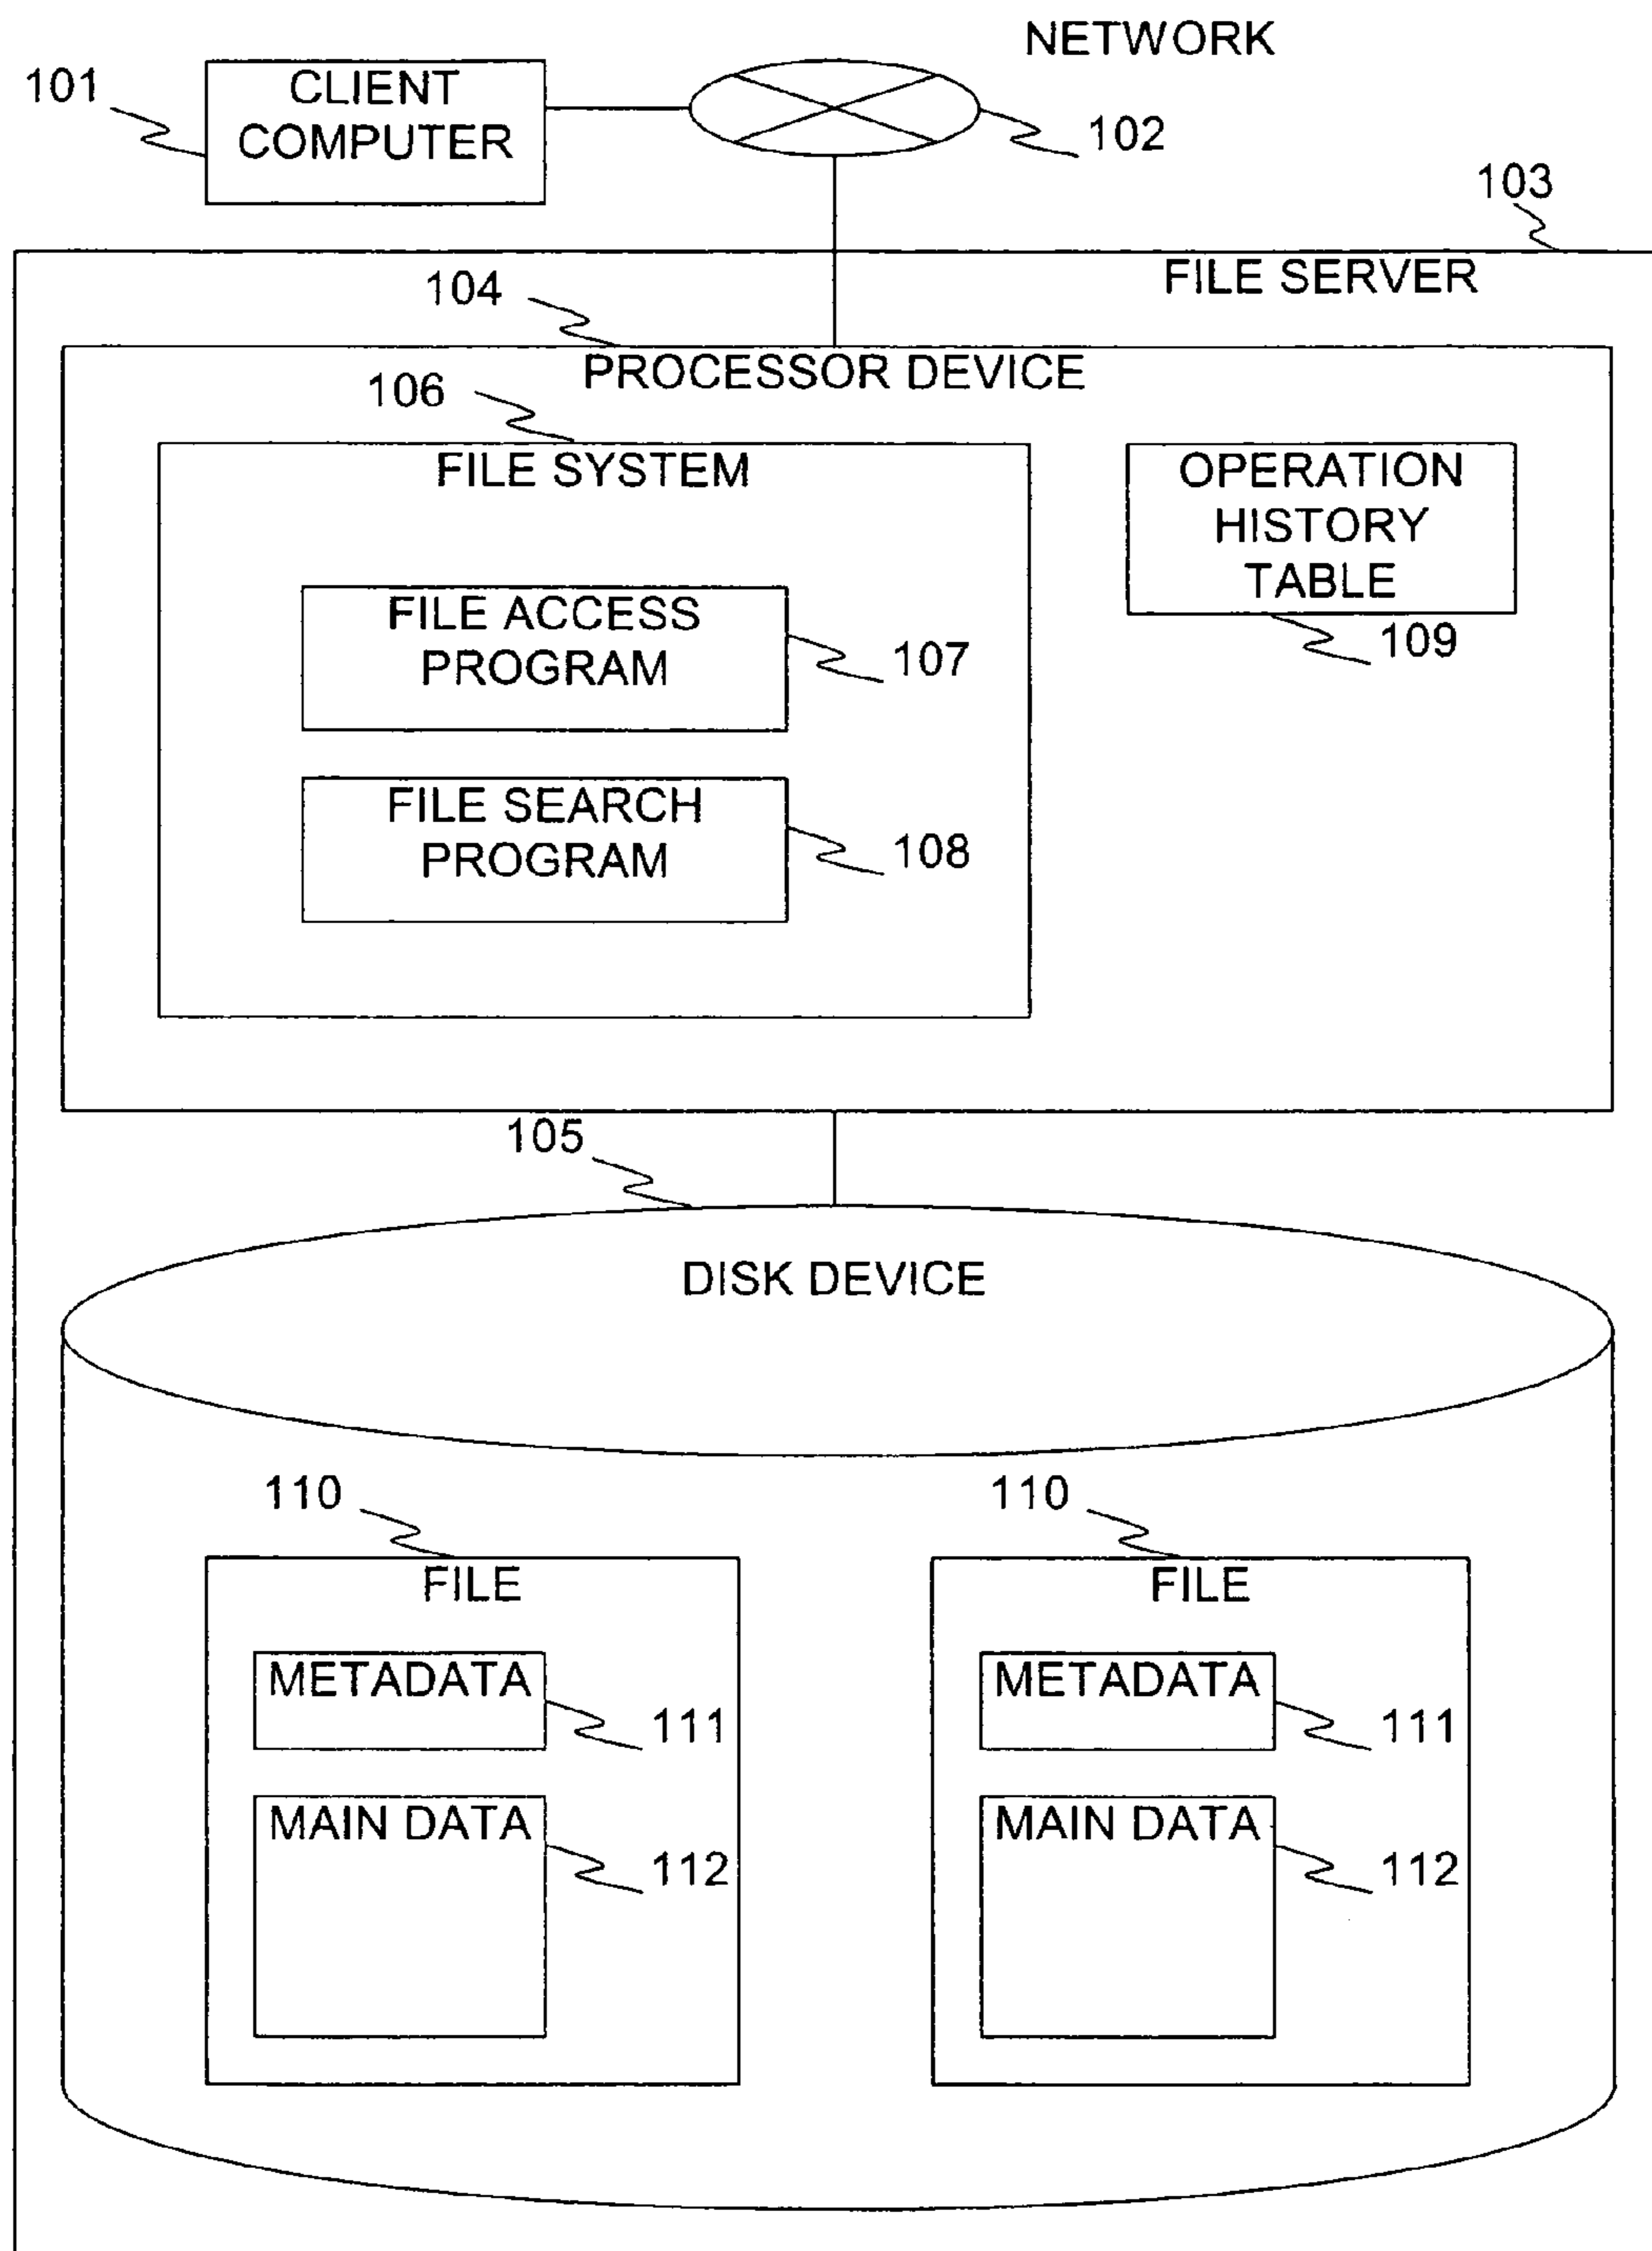 NETWORK
101
CLIENT
COMPUTER
102
103
FILE SERVER
104
PROCESSOR DEVICE
106
FILE SYSTEM
OPERATION
HISTORY
TABLE
109
FILE ACCESS
PROGRAM
107
FILE SEARCH
PROGRAM
108
105
DISK DEVICE
110
110
FILE
FILE
METADATA
111
METADATA
111
MAIN DATA
112
MAIN DATA
112